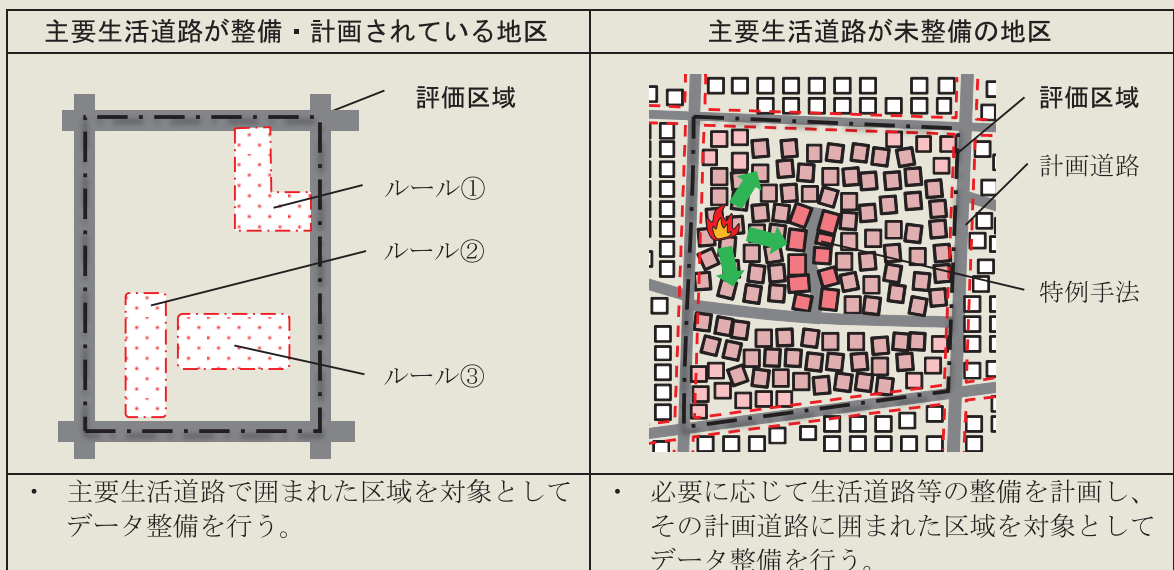 主要生活道路が整備・計画されている地区
主要生活道路が未整備の地区
評価区域
ルール①
ルール②
ルール③
評価区域
計画道路
特例手法
・ 主要生活道路で囲まれた区域を対象として
データ整備を行う。
・ 必要に応じて生活道路等の整備を計画し、
その計画道路に囲まれた区域を対象として
データ整備を行う。